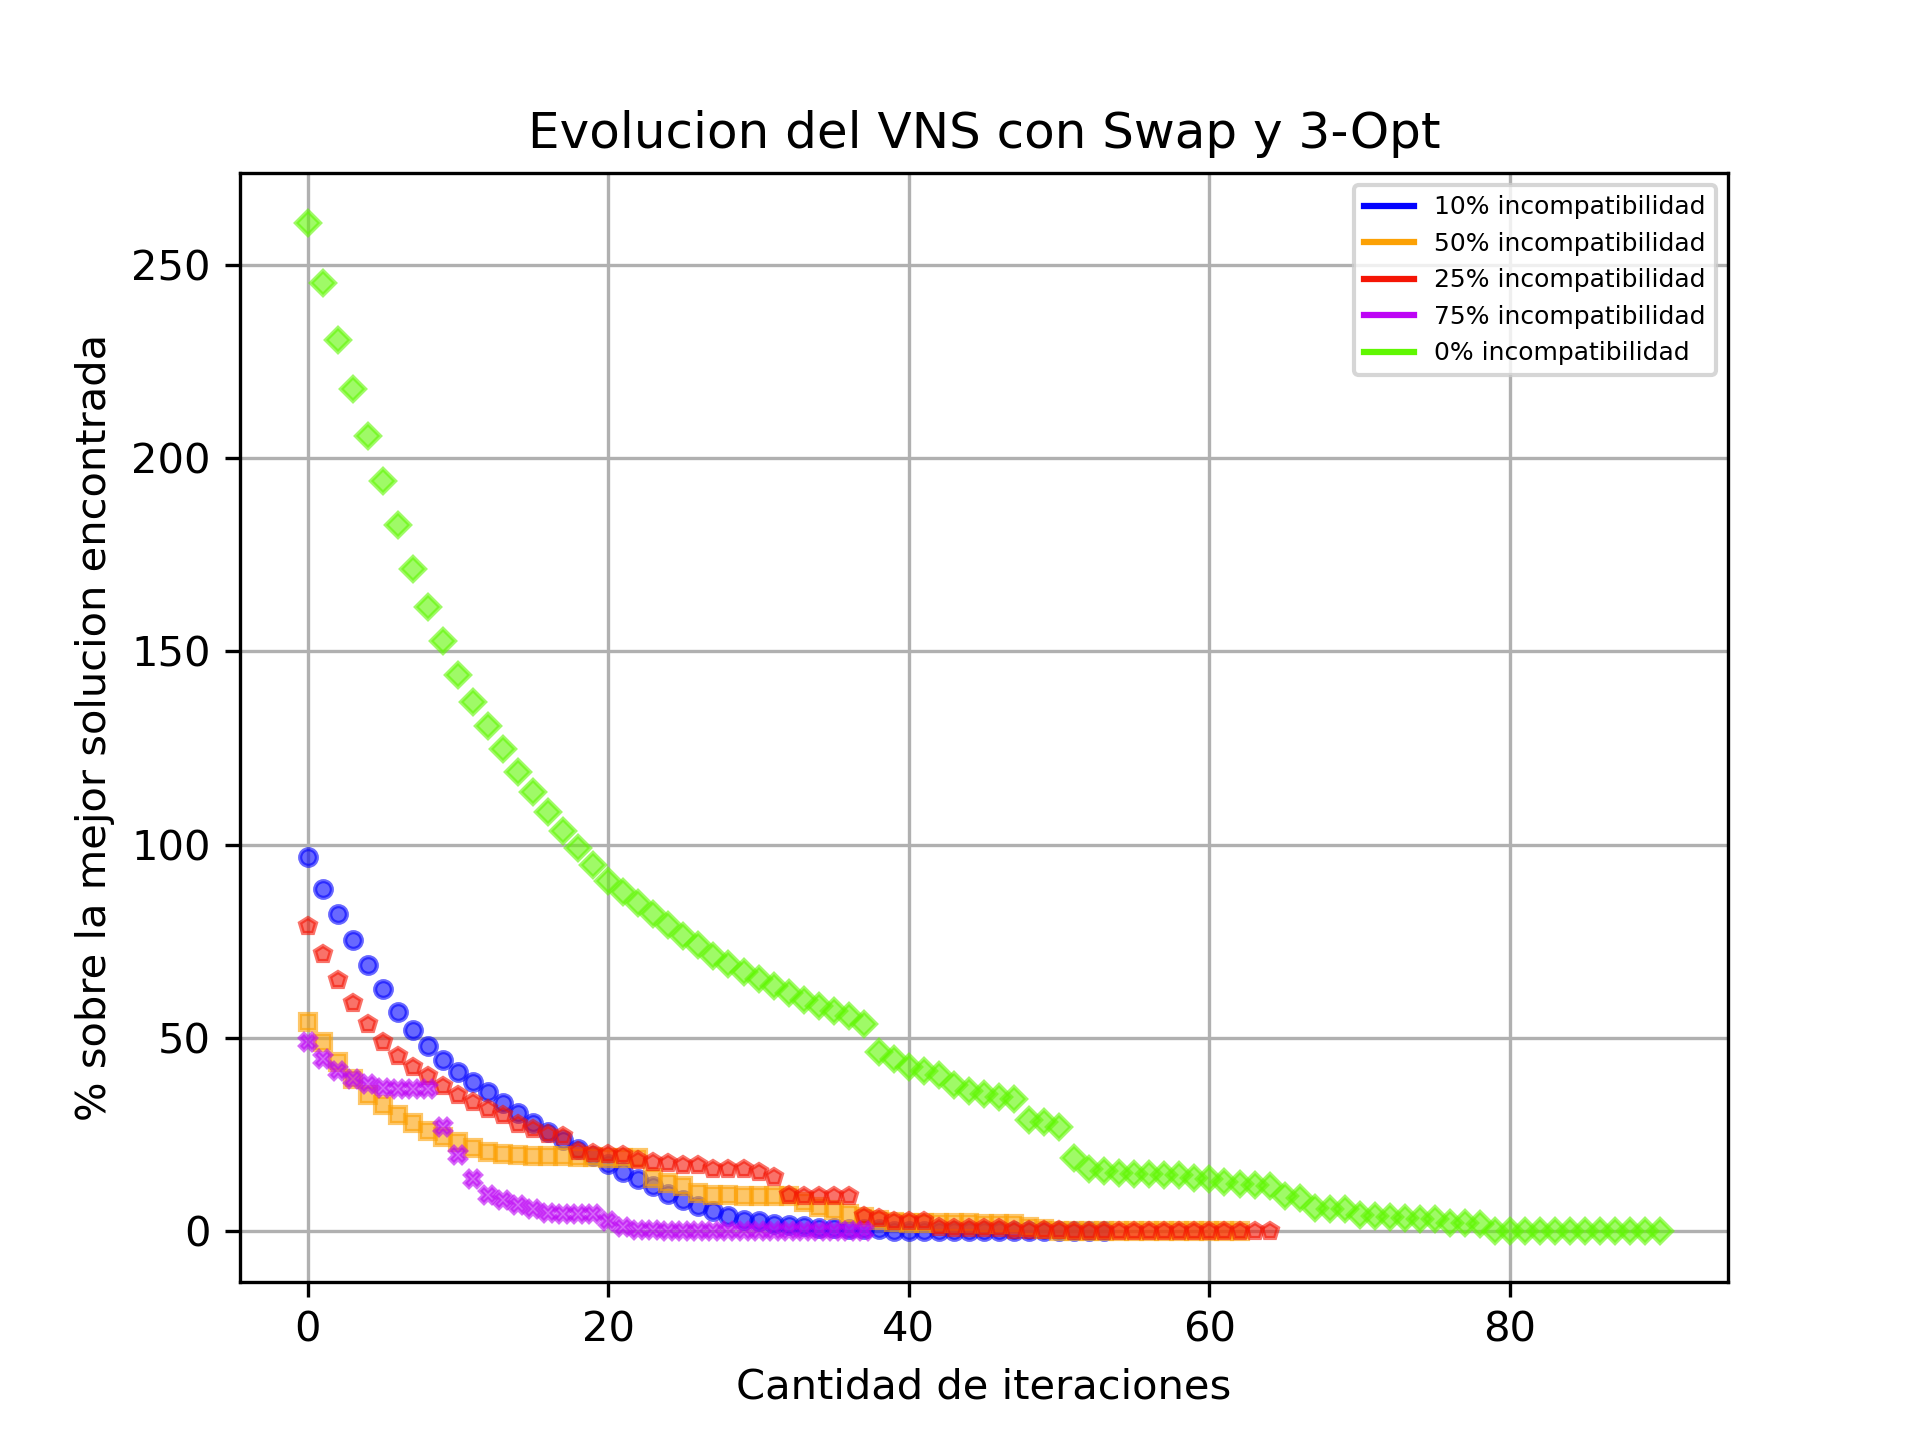 Evolucion del VNS con Swap y 3-Opt
10% incompatibilidad
50% incompatibilidad
25% incompatibilidad
75% incompatibilidad
0% incompatibilidad
% sobre la mejor solucion encontrada
250
200
150
100
50
0
0 20 40 60 80
Cantidad de iteraciones